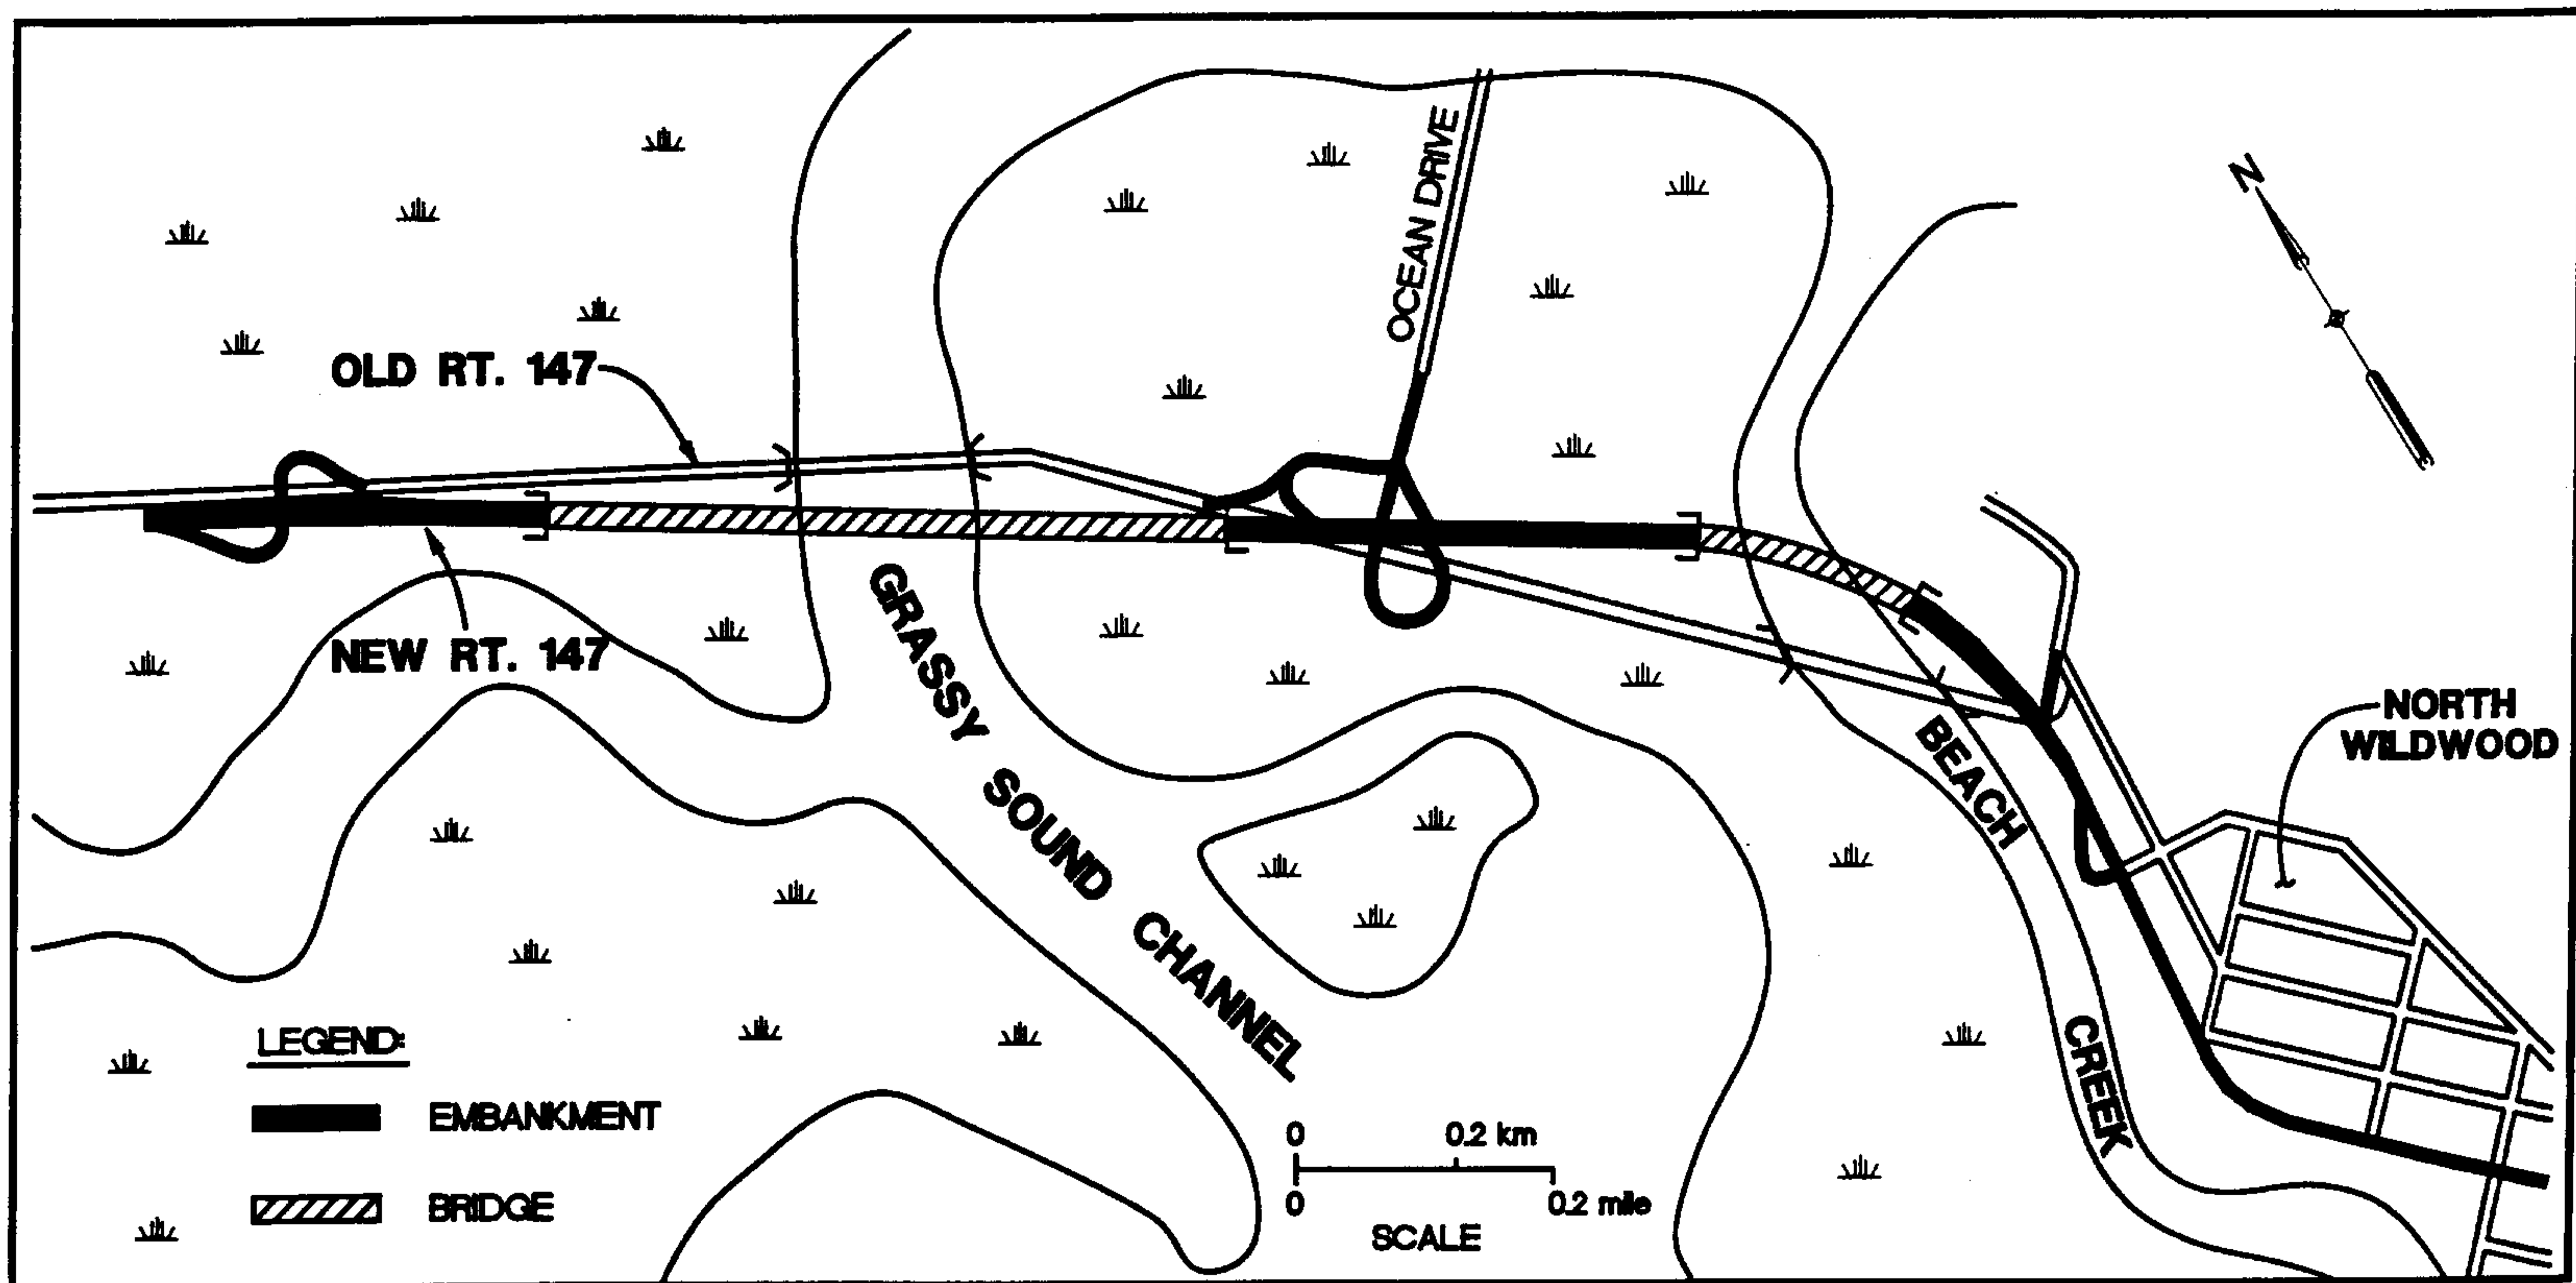 OCEAN DRIVE
N
OLD RT. 147
NEW RT. 147
GRASSY SOUND CHANNEL
BEACH CREEK
NORTH
WILDWOOD
LEGEND:
EMBANKMENT
BRIDGE
0 0.2 km
0 0.2 mile
SCALE